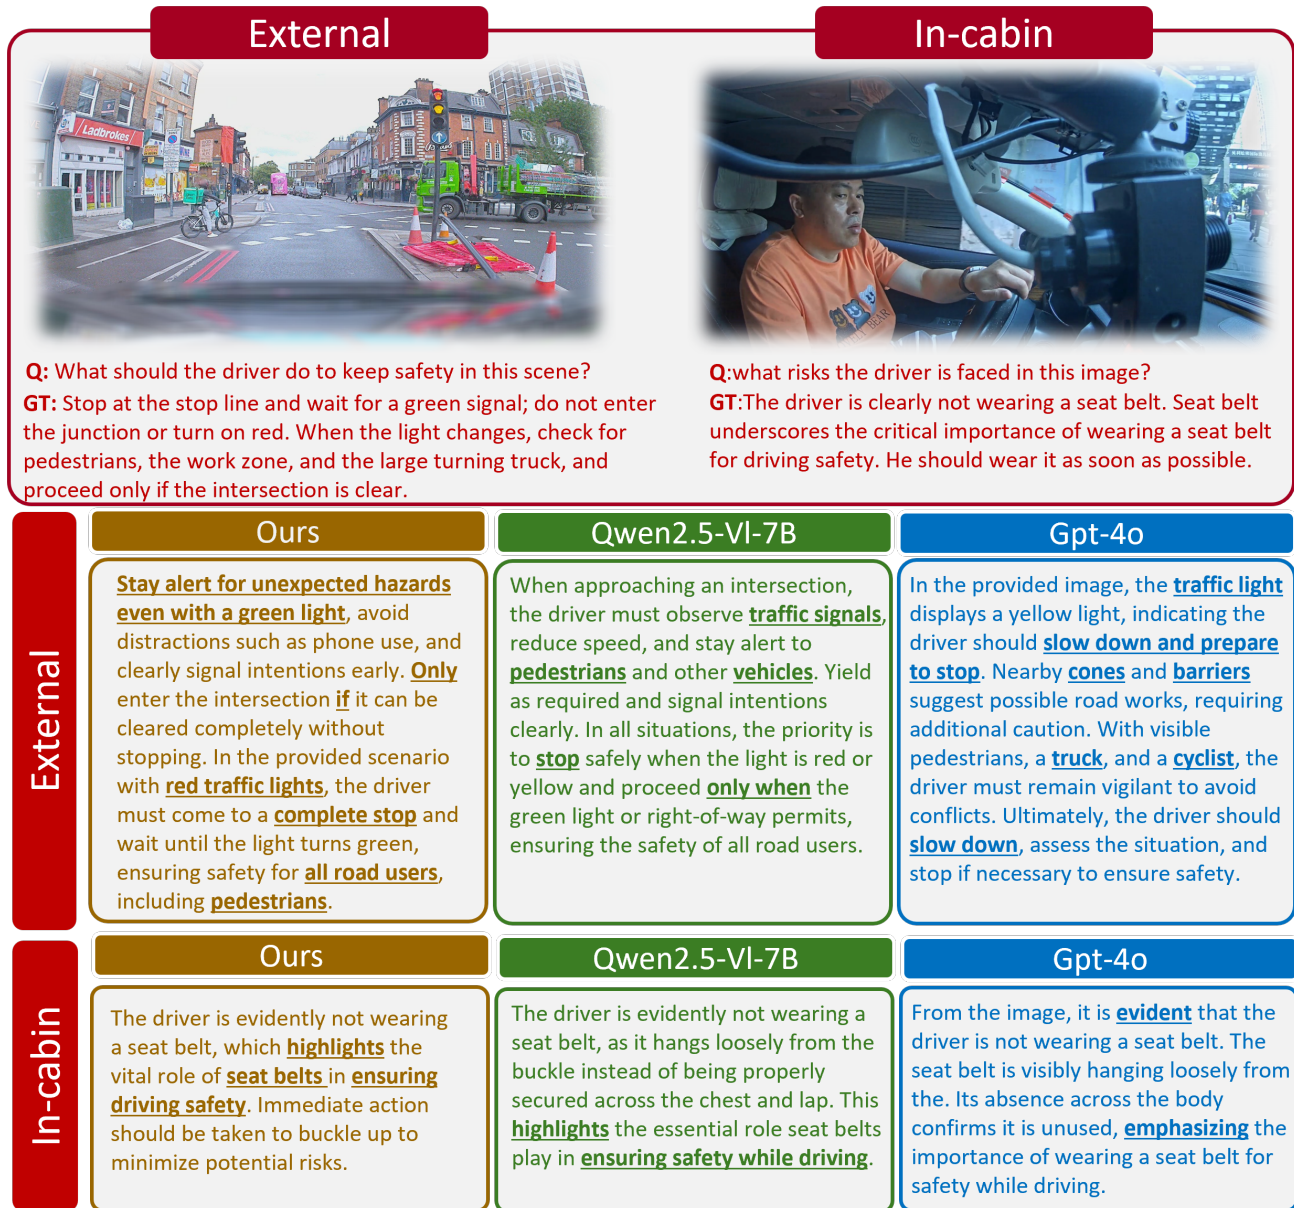 External
In-cabin
Ladbrokes
BEAR
Q: What should the driver do to keep safety in this scene?
GT: Stop at the stop line and wait for a green signal; do not enter
the junction or turn on red. When the light changes, check for
pedestrians, the work zone, and the large turning truck, and
proceed only if the intersection is clear.
Q:what risks the driver is faced in this image?
GT:The driver is clearly not wearing a seat belt. Seat belt
underscores the critical importance of wearing a seat belt
for driving safety. He should wear it as soon as possible.
External
Ours
Stay alert for unexpected hazards
even with a green light, avoid
distractions such as phone use, and
clearly signal intentions early. Only
enter the intersection if it can be
cleared completely without
stopping. In the provided scenario
with red traffic lights, the driver
must come to a complete stop and
wait until the light turns green,
ensuring safety for all road users,
including pedestrians.
Qwen2.5-Vl-7B
When approaching an intersection,
the driver must observe traffic signals,
reduce speed, and stay alert to
pedestrians and other vehicles. Yield
as required and signal intentions
clearly. In all situations, the priority is
to stop safely when the light is red or
yellow and proceed only when the
green light or right-of-way permits,
ensuring the safety of all road users.
Gpt-4o
In the provided image, the traffic light
displays a yellow light, indicating the
driver should slow down and prepare
to stop. Nearby cones and barriers
suggest possible road works, requiring
additional caution. With visible
pedestrians, a truck, and a cyclist, the
driver must remain vigilant to avoid
conflicts. Ultimately, the driver should
slow down, assess the situation, and
stop if necessary to ensure safety.
In-cabin
Ours
The driver is evidently not wearing
a seat belt, which highlights the
vital role of seat belts in ensuring
driving safety. Immediate action
should be taken to buckle up to
minimize potential risks.
Qwen2.5-Vl-7B
The driver is evidently not wearing a
seat belt, as it hangs loosely from the
buckle instead of being properly
secured across the chest and lap. This
highlights the essential role seat belts
play in ensuring safety while driving.
Gpt-4o
From the image, it is evident that the
driver is not wearing a seat belt. The
seat belt is visibly hanging loosely from
the. Its absence across the body
confirms it is unused, emphasizing the
importance of wearing a seat belt for
safety while driving.